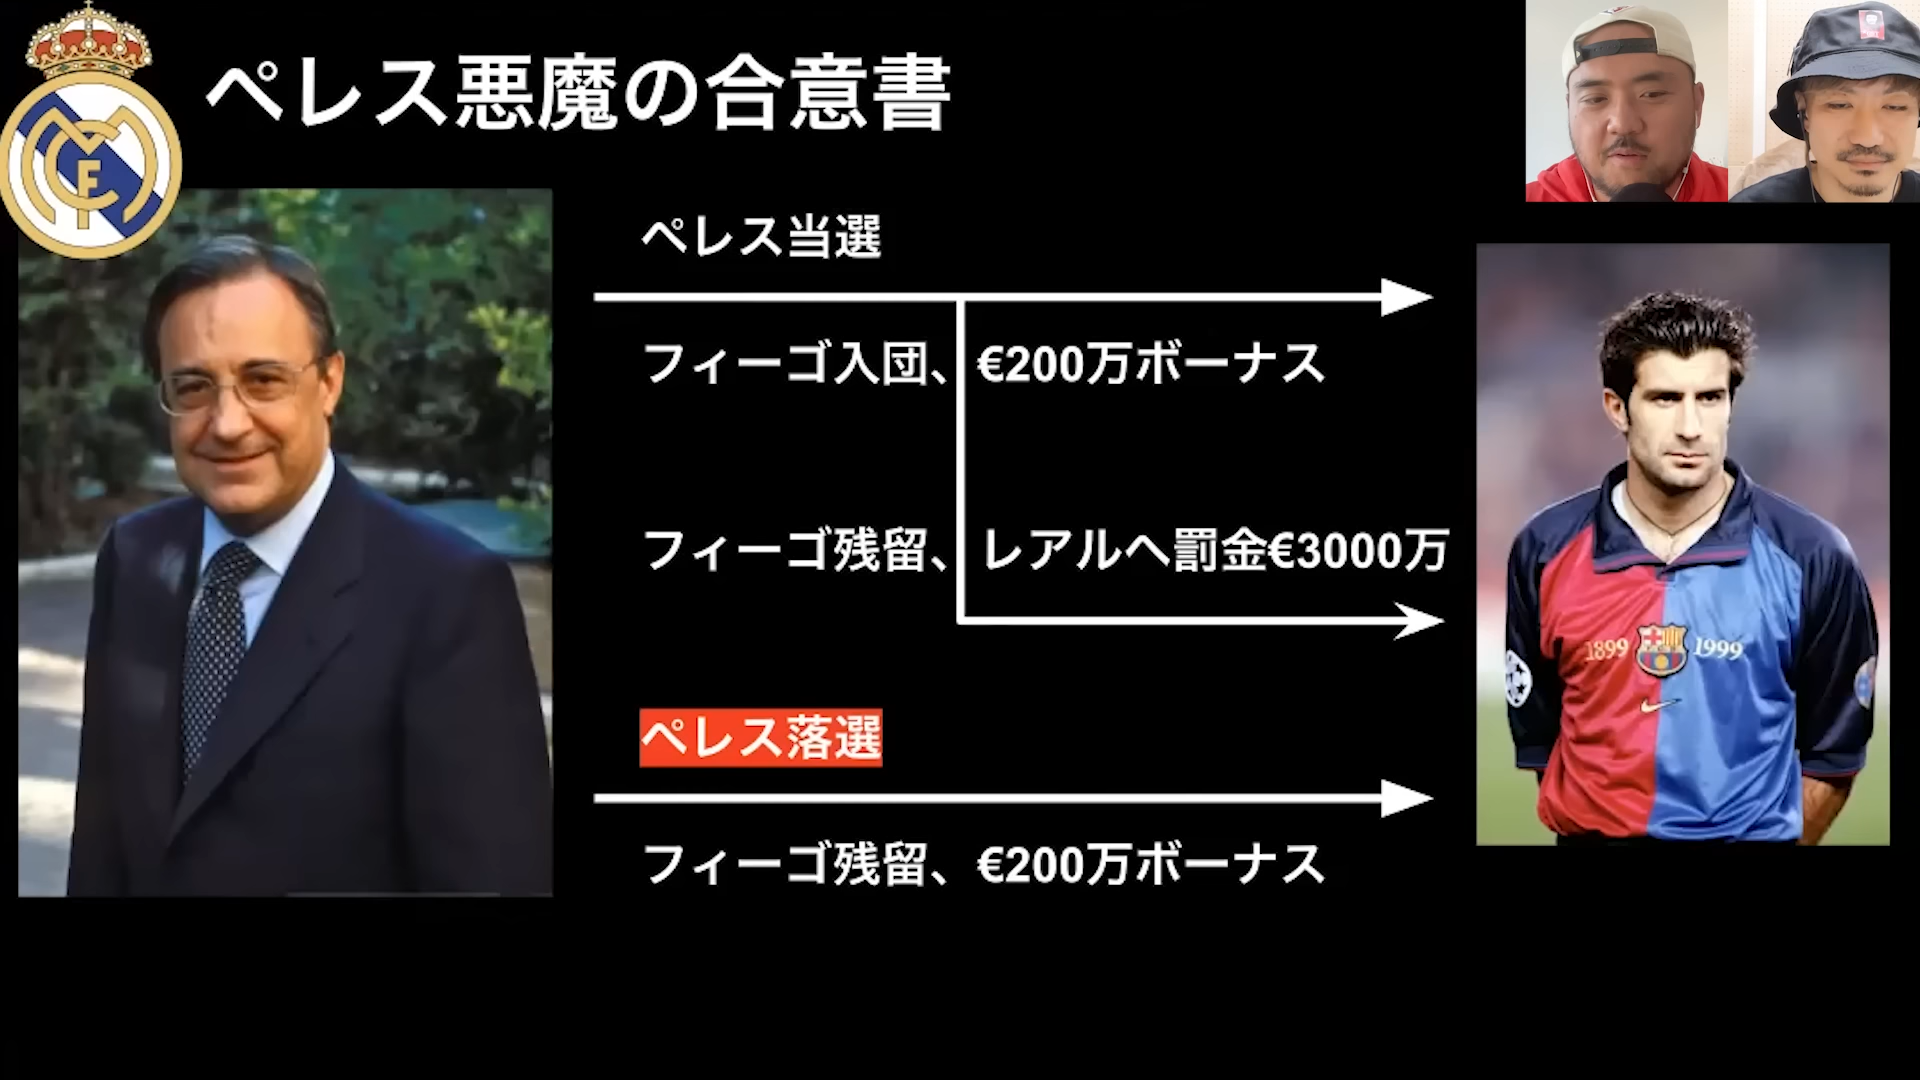 ペレス悪魔の合意書
ペレス当選
フィーゴ入団、€200万ボーナス
フィーゴ残留、レアルへ罰金€3000万
1899 1999
ペレス落選
フィーゴ残留、€200万ボーナス